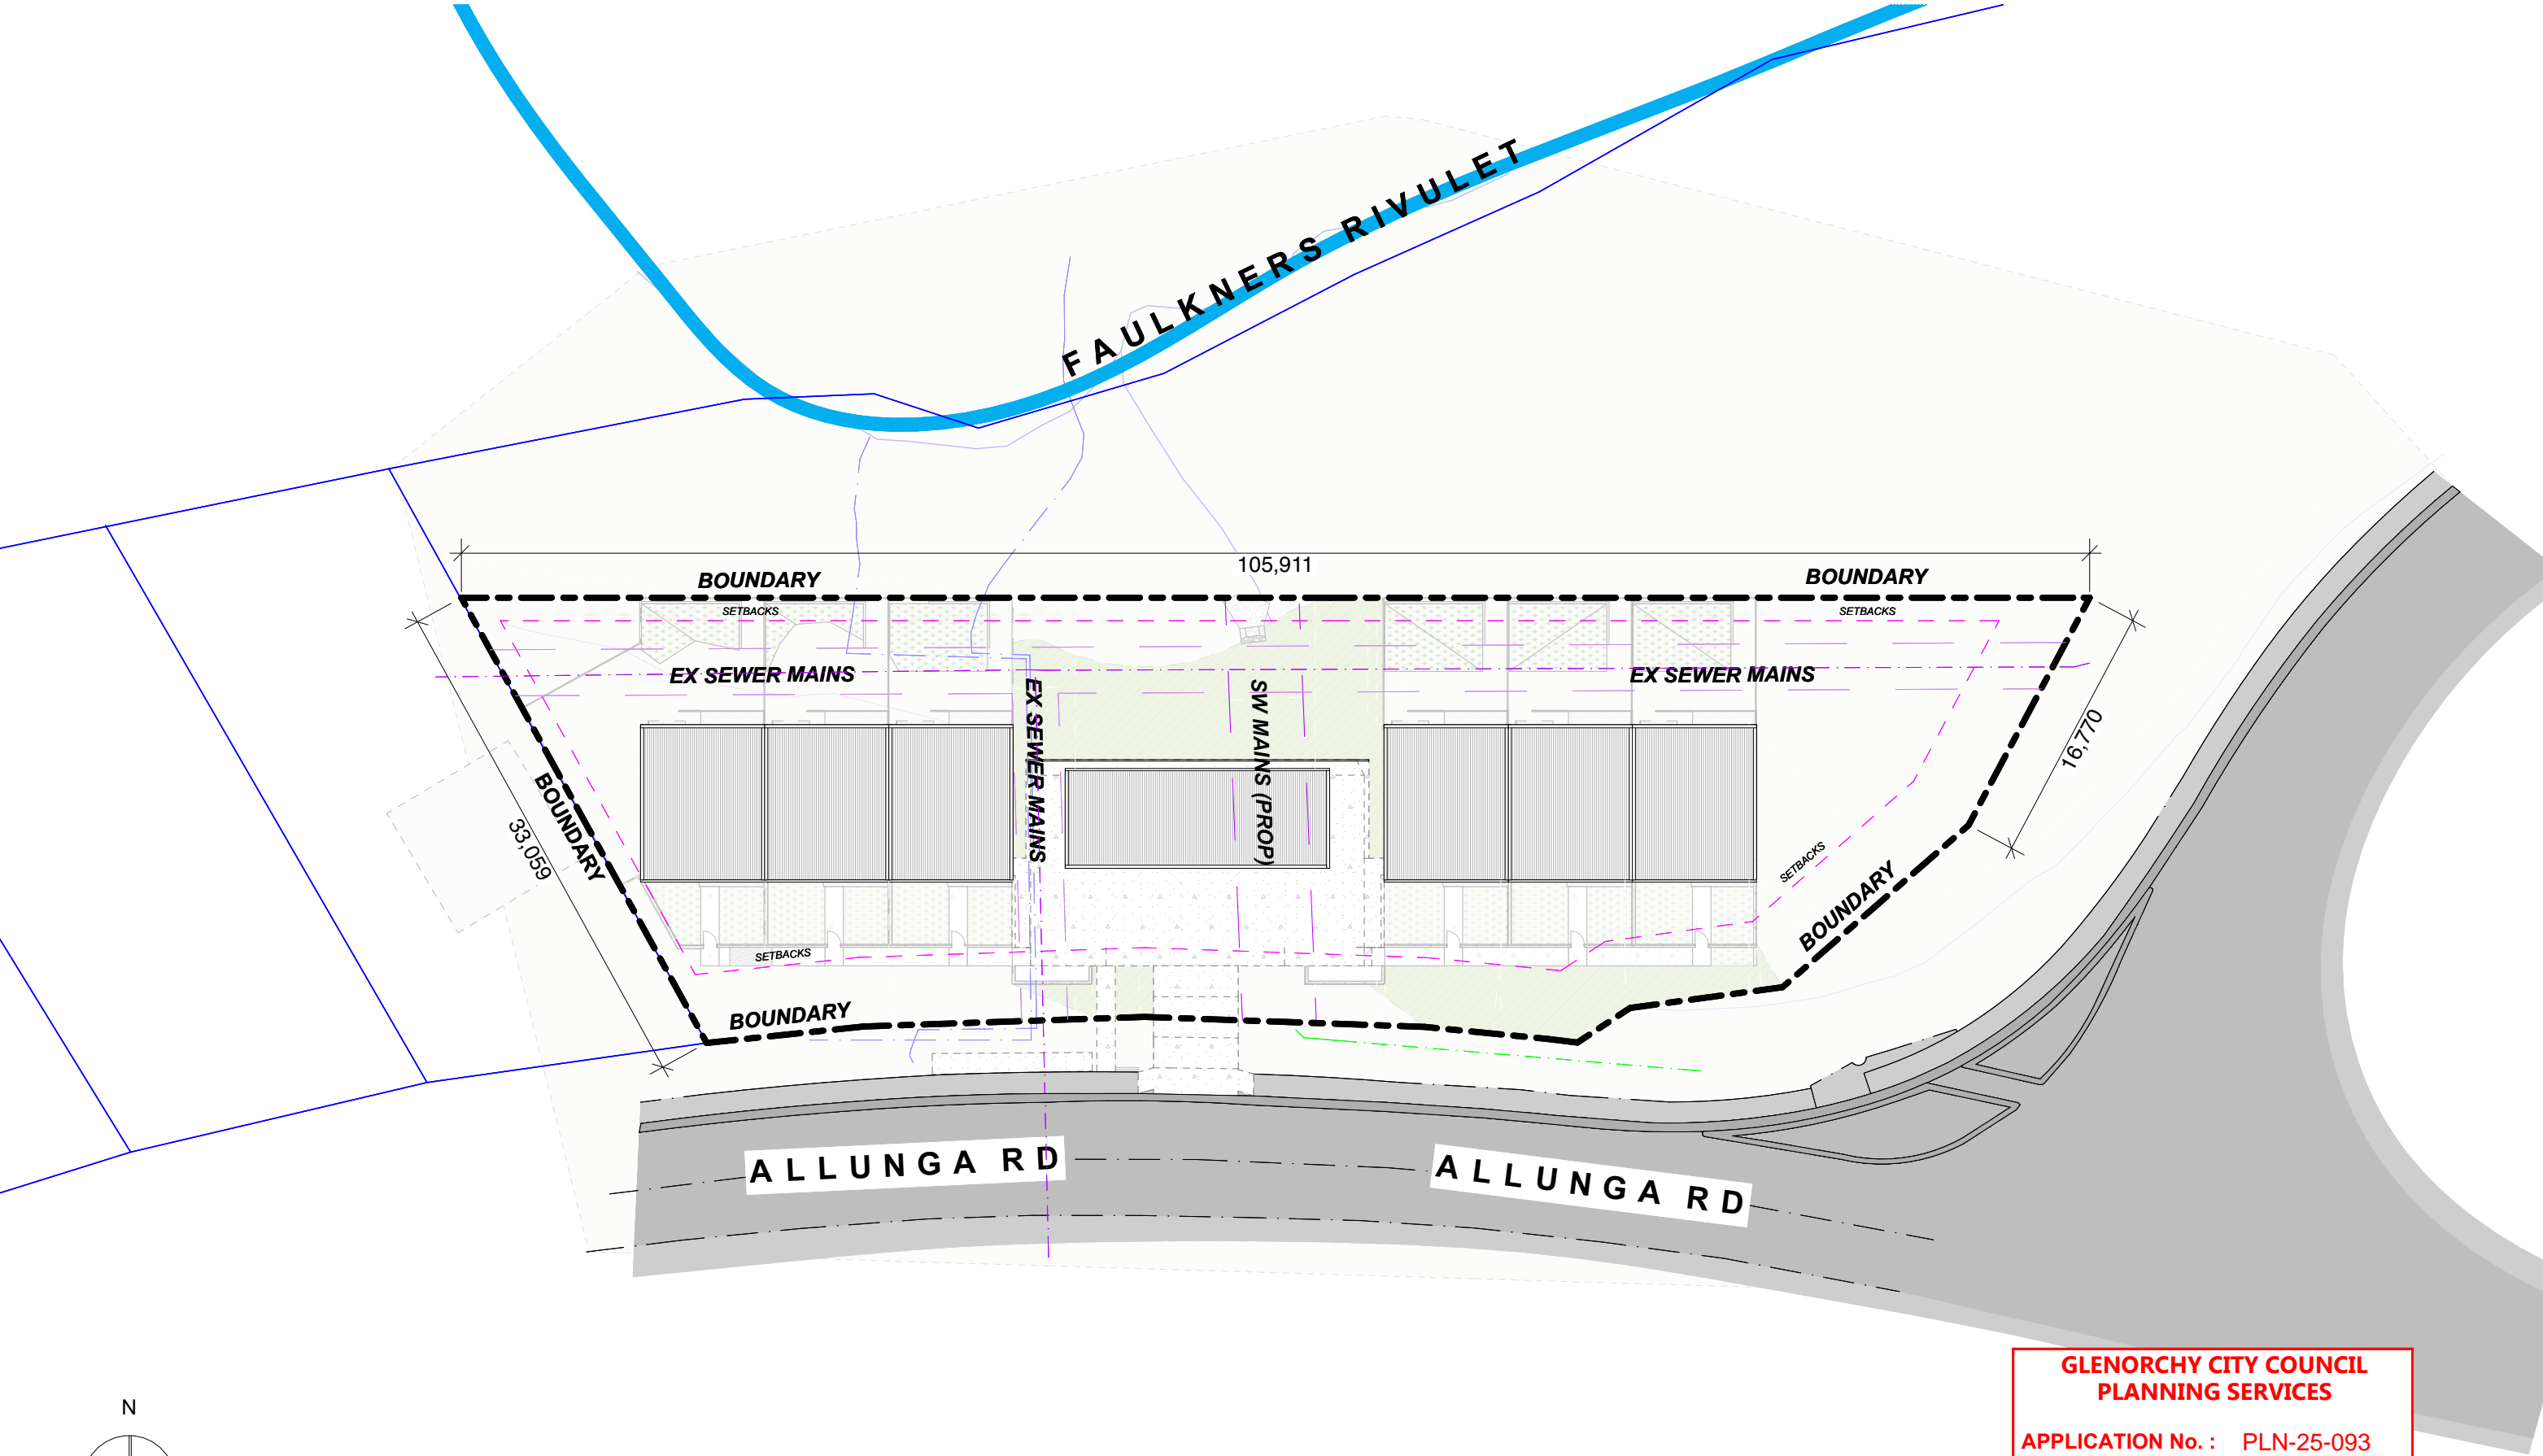 FAULKNERS RIVULET
105,911
BOUNDARY
BOUNDARY
SETBACKS
SETBACKS
EX SEWER MAINS
EX SEWER MAINS
EX SEWER MAINS
SW MAINS (PROP)
16,770
BOUNDARY
33,059
SETBACKS
BOUNDARY
SETBACKS
BOUNDARY
ALLUNGA RD
ALLUNGA RD
GLENORCHY CITY COUNCIL
PLANNING SERVICES
APPLICATION No. : PLN-25-093
N